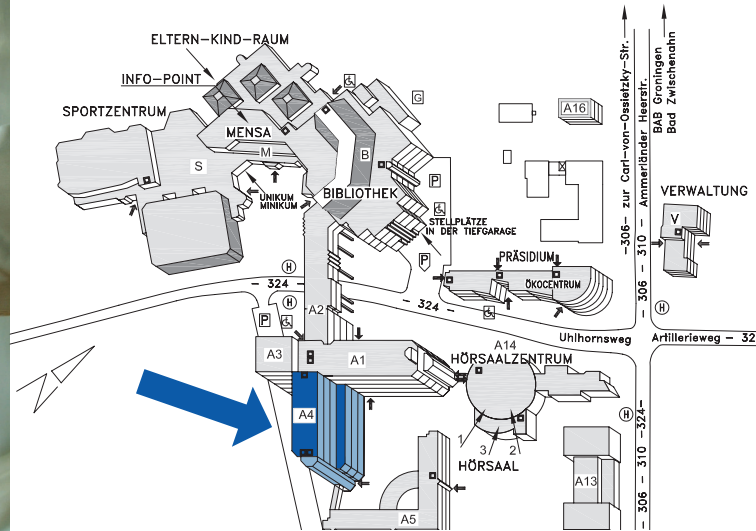 ELTERN-KIND-RAUM
INFO-POINT
SPORTZENTRUM
MENSA
M
S
B
G
BIBLIOTHEK
UNIKUM
MINIKUM
P
STELLPLÄTZE
IN DER TIEFGARAGE
P
A16
-306- zur Carl-von-Ossietzky-Str.
- 306 - 310 - Ammerländer Heerstr.
BAB Groningen
Bad Zwischenahn
VERWALTUNG
V
PRÄSIDIUM
ÖKOCENTRUM
H
- 324 -
H
- 324 -
H
A2
P
Uhlhornsweg
Artillerieweg - 32
A3
A1
A14
HÖRSAALZENTRUM
A4
1
3
2
HÖRSAAL
H
- 306 - 310 -324-
A13
A5